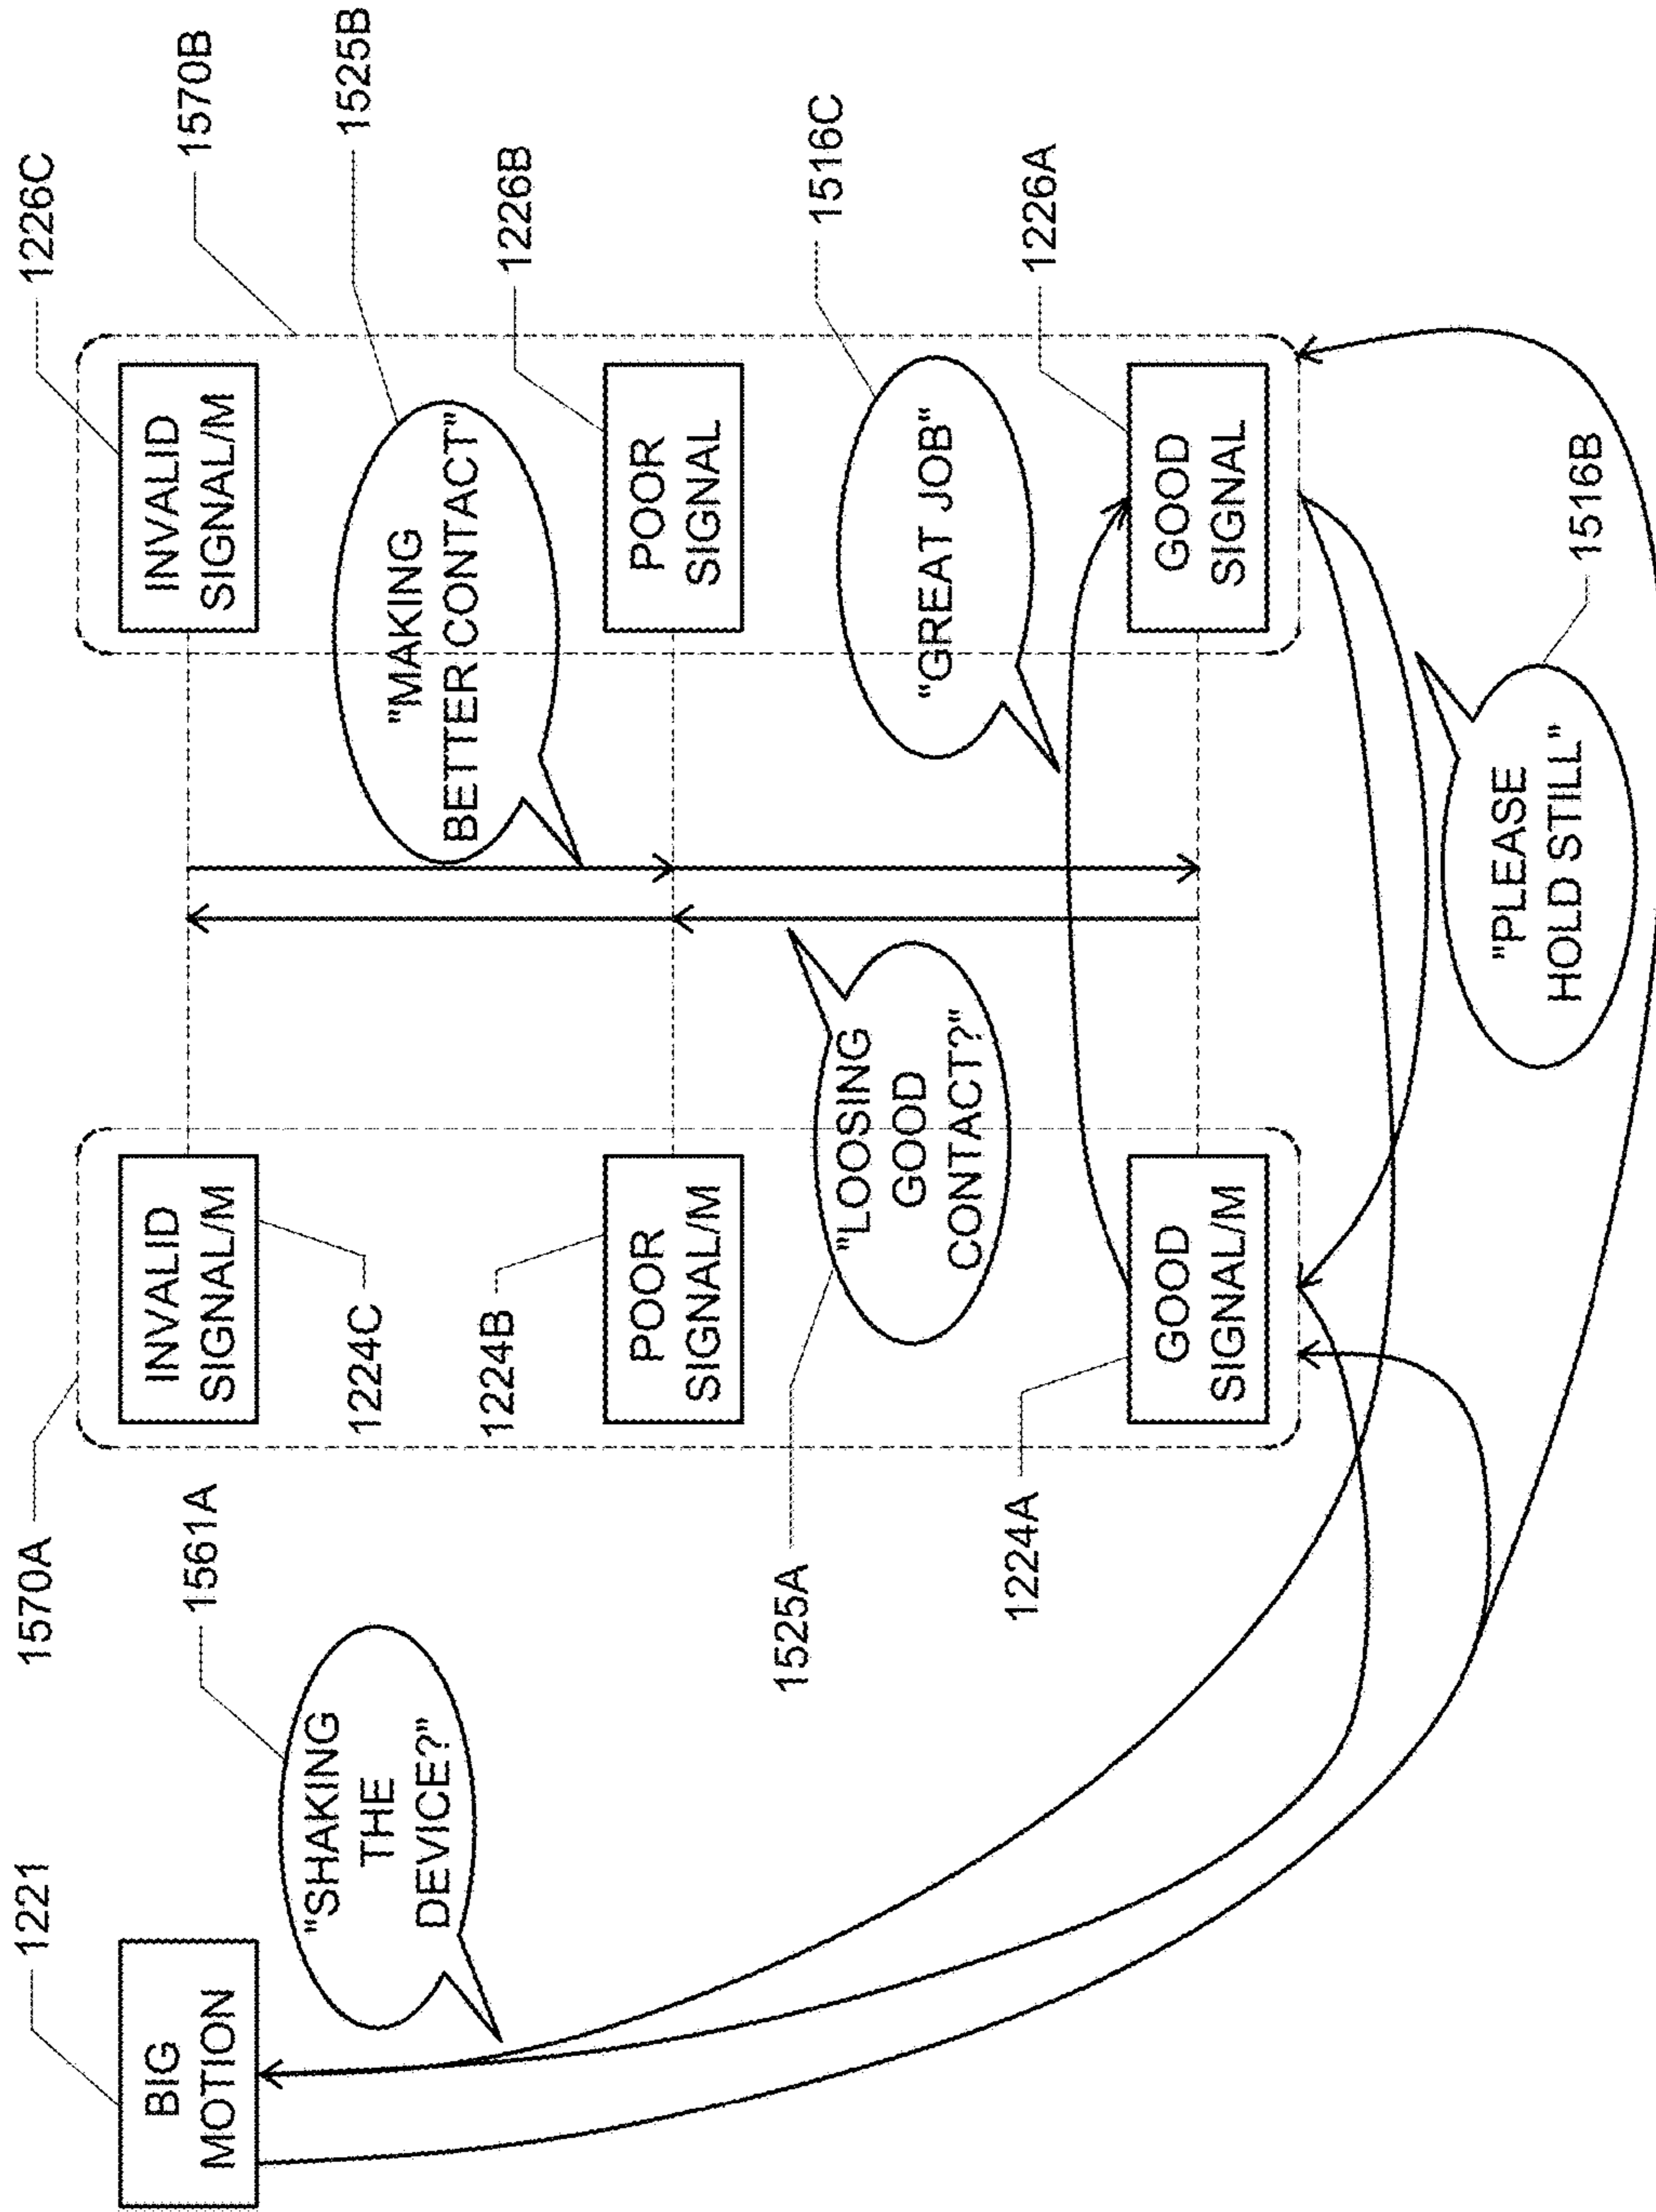 1221
BIG
MOTION
"SHAKING
THE
DEVICE?"
1561A
1570A
INVALID
SIGNAL/M
1224C
POOR
SIGNAL/M
1224B
"LOOSING
GOOD
CONTACT?"
1525A
GOOD
SIGNAL/M
1224A
1226C
1570B
INVALID
SIGNAL/M
"MAKING
BETTER CONTACT"
1525B
POOR
SIGNAL
1226B
"GREAT JOB"
1516C
GOOD
SIGNAL
1226A
"PLEASE
HOLD STILL"
1516B